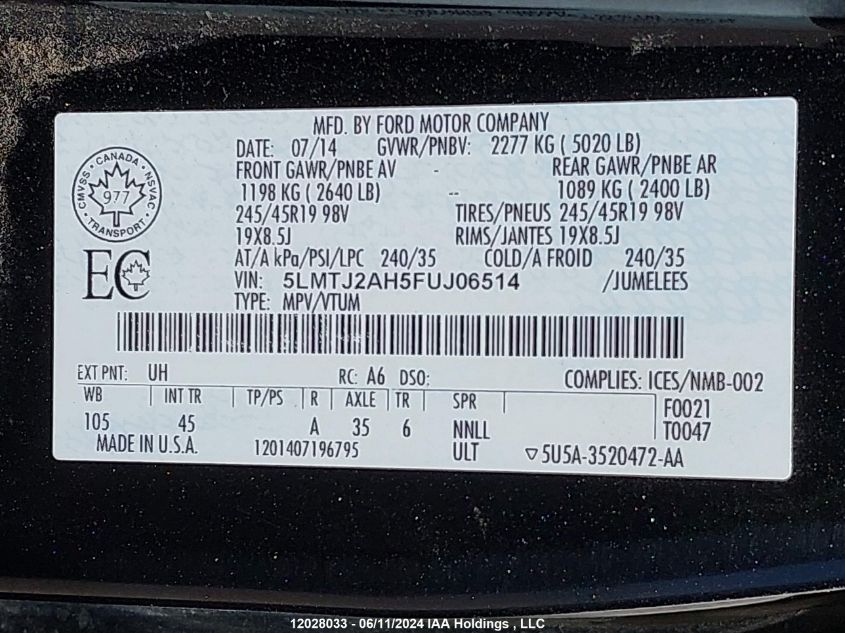 MFD. BY FORD MOTOR COMPANY
DATE: 07/14 GVWR/PNBV: 2277 KG ( 5020 LB)
FRONT GAWR/PNBE AV - REAR GAWR/PNBE AR
1198 KG ( 2640 LB) -- 1089 KG ( 2400 LB)
245/45R19 98V TIRES/PNEUS 245/45R19 98V
19X8.5J RIMS/JANTES 19X8.5J
AT/A kPa/PSI/LPC 240/35 COLD/A FROID 240/35
VIN: 5LMTJ2AH5FUJ06514 /JUMELEES
TYPE: MPV/VTUM
CANADA
CMVSS NSVAC
977
TRANSPORT
EC
EXT PNT: UH RC: A6 DSO: COMPLIES: ICES/NMB-002
WB INT TR TP/PS R AXLE TR SPR F0021
105 45 A 35 6 NNLL T0047
MADE IN U.S.A. 1201407196795 ULT ▽5U5A-3520472-AA
12028033 - 06/11/2024 IAA Holdings , LLC